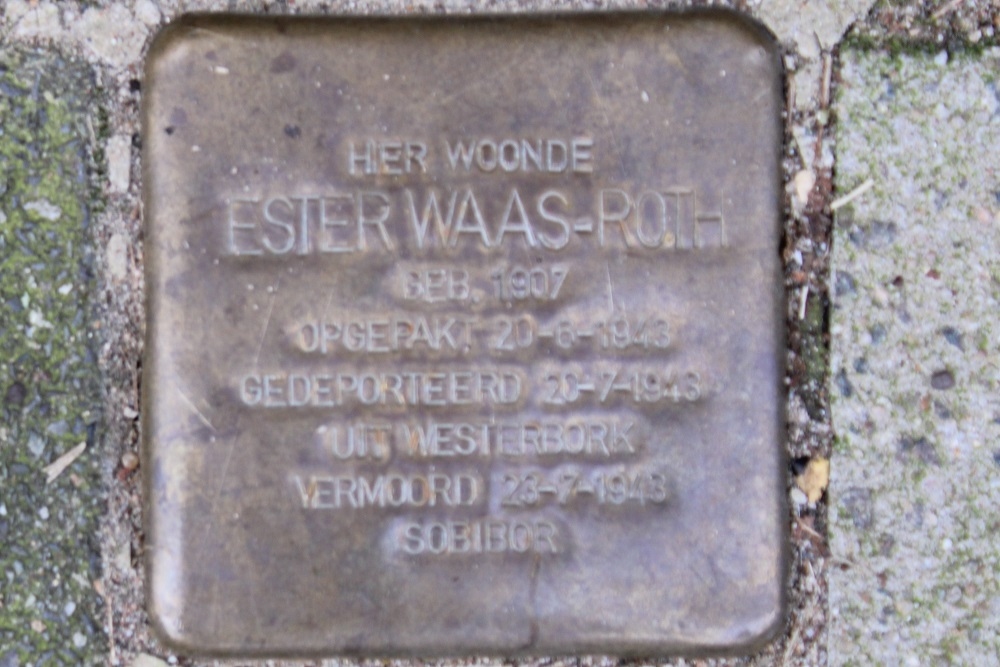 HIER WOONDE
ESTER WAAS-ROTH
GEB. 1907
OPGEPAKT 20-6-1943
GEDEPORTEERD 20-7-1943
UIT WESTERBORK
VERMOORD 23-7-1943
SOBIBOR